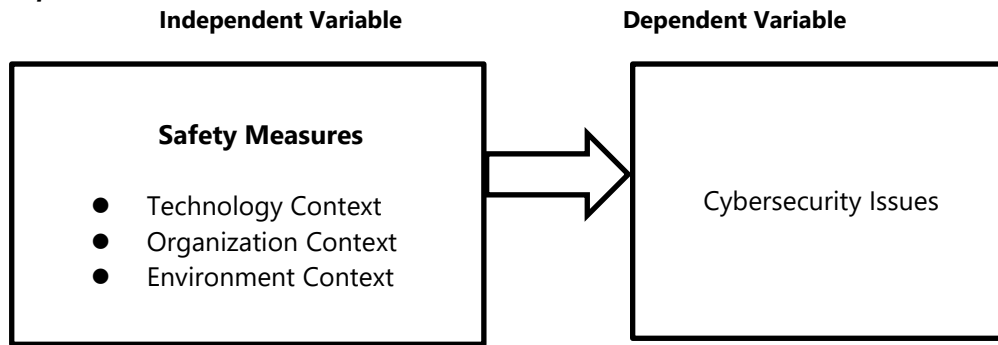 Independent Variable
Dependent Variable
Safety Measures
● Technology Context
● Organization Context
● Environment Context
Cybersecurity Issues